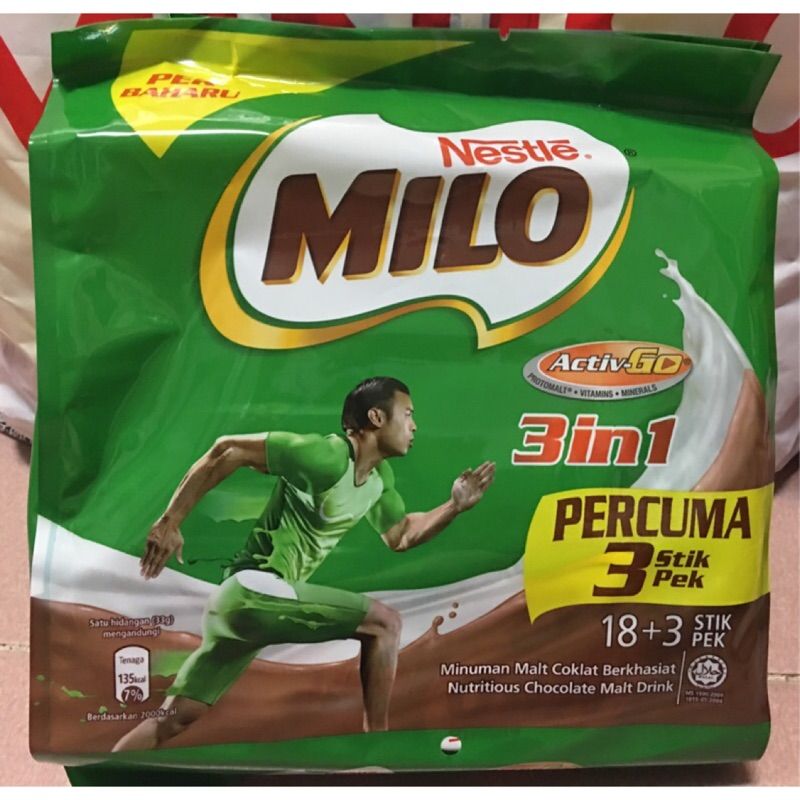 BAHARU
Nestlé®
MILO®
Activ-Go
PROTOMALT® • VITAMINS • MINERALS
3in1
PERCUMA
3 Stik
Pek
18+3 STIK
PEK
Satu hidangan (33g)
mengandungi
Tenaga
135kcal
7%
Berdasarkan 2000kcal
Minuman Malt Coklat Berkhasiat
Nutritious Chocolate Malt Drink